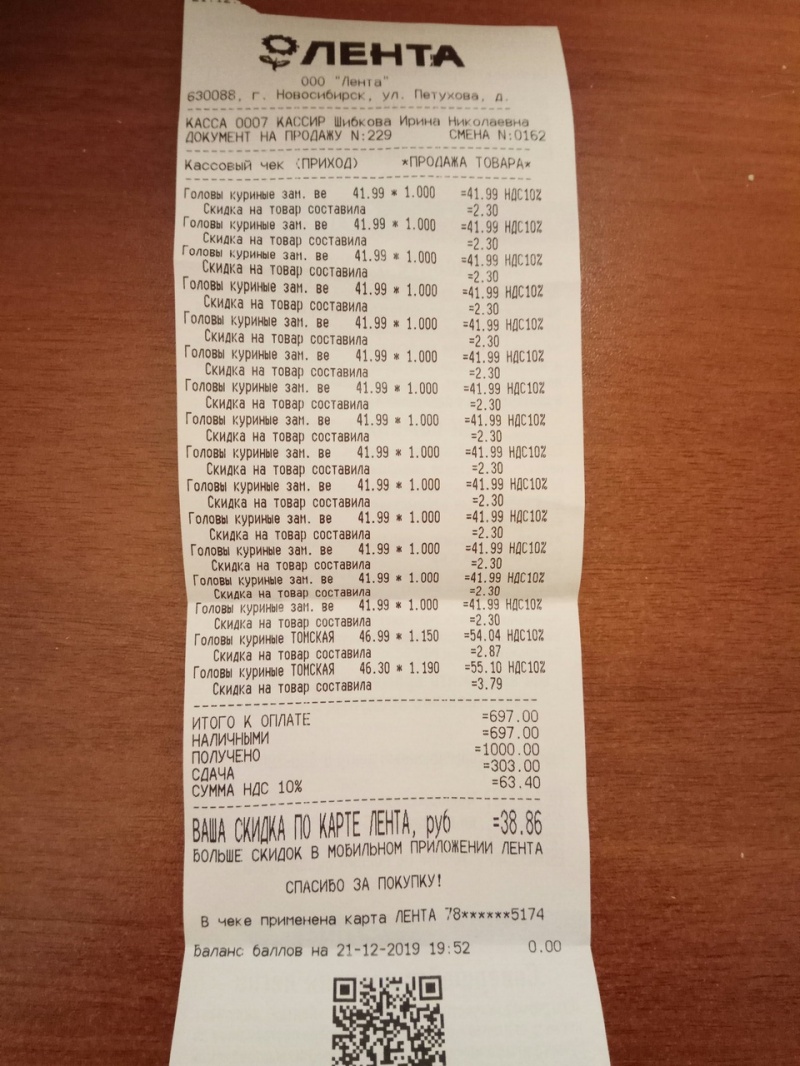 ЛЕНТА
ООО "Лента"
630088, г. Новосибирск, ул. Петухова, д.
КАССА 0007 КАССИР Шибкова Ирина Николаевна
ДОКУМЕНТ НА ПРОДАЖУ N:229 СМЕНА N:0162
Кассовый чек (ПРИХОД) *ПРОДАЖА ТОВАРА*
Головы куриные зам. ве 41.99 * 1.000 =41.99 НДС10%
Скидка на товар составила =2.30
Головы куриные зам. ве 41.99 * 1.000 =41.99 НДС10%
Скидка на товар составила =2.30
Головы куриные зам. ве 41.99 * 1.000 =41.99 НДС10%
Скидка на товар составила =2.30
Головы куриные зам. ве 41.99 * 1.000 =41.99 НДС10%
Скидка на товар составила =2.30
Головы куриные зам. ве 41.99 * 1.000 =41.99 НДС10%
Скидка на товар составила =2.30
Головы куриные зам. ве 41.99 * 1.000 =41.99 НДС10%
Скидка на товар составила =2.30
Головы куриные зам. ве 41.99 * 1.000 =41.99 НДС10%
Скидка на товар составила =2.30
Головы куриные зам. ве 41.99 * 1.000 =41.99 НДС10%
Скидка на товар составила =2.30
Головы куриные зам. ве 41.99 * 1.000 =41.99 НДС10%
Скидка на товар составила =2.30
Головы куриные зам. ве 41.99 * 1.000 =41.99 НДС10%
Скидка на товар составила =2.30
Головы куриные зам. ве 41.99 * 1.000 =41.99 НДС10%
Скидка на товар составила =2.30
Головы куриные зам. ве 41.99 * 1.000 =41.99 НДС10%
Скидка на товар составила =2.30
Головы куриные зам. ве 41.99 * 1.000 =41.99 НДС10%
Скидка на товар составила =2.30
Головы куриные зам. ве 41.99 * 1.000 =41.99 НДС10%
Скидка на товар составила =2.30
Головы куриные ТОМСКАЯ 46.99 * 1.150 =54.04 НДС10%
Скидка на товар составила =2.87
Головы куриные ТОМСКАЯ 46.30 * 1.190 =55.10 НДС10%
Скидка на товар составила =3.79
ИТОГО К ОПЛАТЕ =697.00
НАЛИЧНЫМИ =697.00
ПОЛУЧЕНО =1000.00
СДАЧА =303.00
СУММА НДС 10% =63.40
ВАША СКИДКА ПО КАРТЕ ЛЕНТА, руб =38.86
БОЛЬШЕ СКИДОК В МОБИЛЬНОМ ПРИЛОЖЕНИИ ЛЕНТА
СПАСИБО ЗА ПОКУПКУ!
В чеке применена карта ЛЕНТА 78******5174
Баланс баллов на 21-12-2019 19:52 0.00